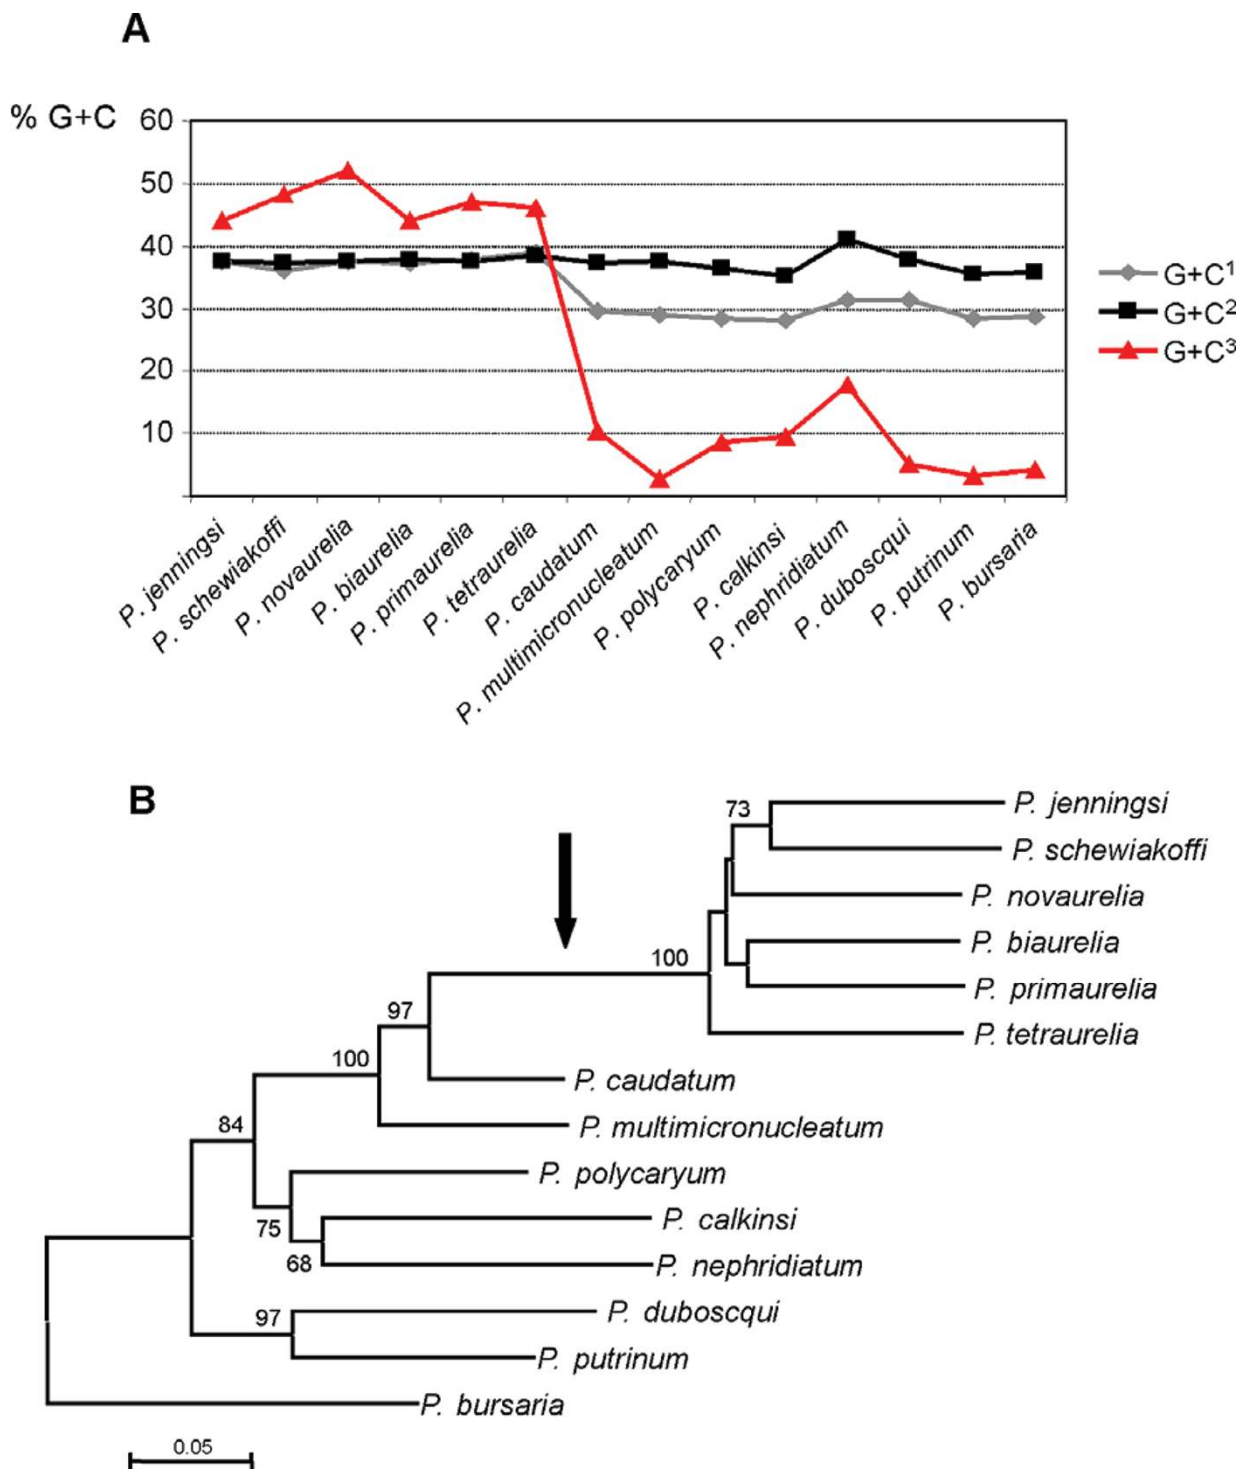 A
% G+C
60
50
40
30
20
10
G+C¹
G+C²
G+C³
P. jenningsi
P. schewiakoffi
P. novaurelia
P. biaurelia
P. primaurelia
P. tetraurelia
P. caudatum
P. multimicronucleatum
P. polycaryum
P. calkinsi
P. nephridiatum
P. duboscqui
P. putrinum
P. bursaria
B
73
P. jenningsi
P. schewiakoffi
P. novaurelia
P. biaurelia
100
P. primaurelia
P. tetraurelia
97
100
P. caudatum
84
P. multimicronucleatum
P. polycaryum
75
P. calkinsi
68
P. nephridiatum
97
P. duboscqui
P. putrinum
P. bursaria
0.05